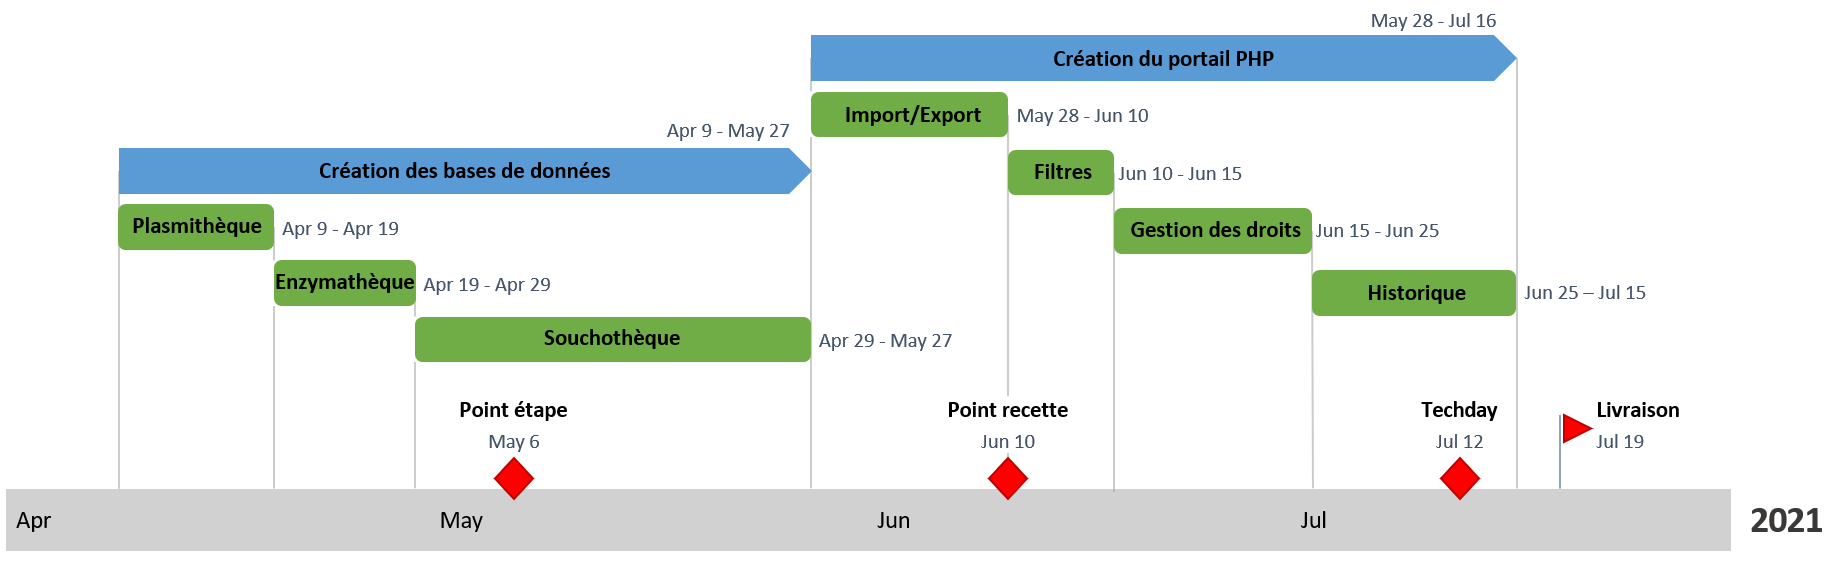 May 28 - Jul 16
Création du portail PHP
Import/Export
May 28 - Jun 10
Apr 9 - May 27
Création des bases de données
Filtres
Jun 10 - Jun 15
Plasmithèque
Apr 9 - Apr 19
Gestion des droits
Jun 15 - Jun 25
Enzymathèque
Apr 19 - Apr 29
Historique
Jun 25 – Jul 15
Souchothèque
Apr 29 - May 27
Point étape
May 6
Point recette
Jun 10
Techday
Jul 12
Livraison
Jul 19
Apr
May
Jun
Jul
2021